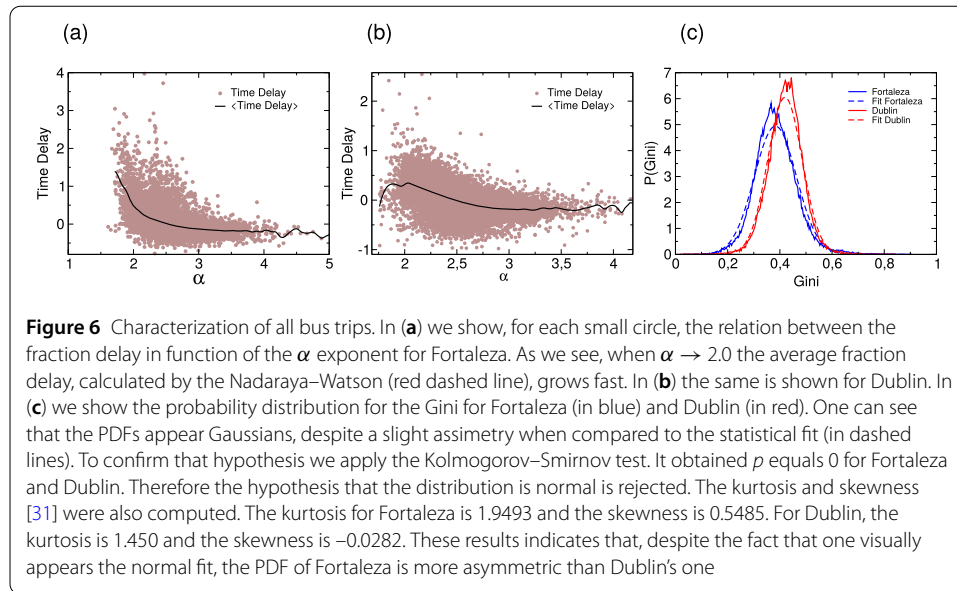 (a)
(b)
(c)
4
3
2
1
0
Time Delay
1
2
3
4
5
α
Time Delay
<Time Delay>
2
1
0
-1
Time Delay
2
2,5
3
3,5
4
α
Time Delay
<Time Delay>
7
6
5
4
3
2
1
0
P(Gini)
0
0,2
0,4
0,6
0,8
1
Gini
Fortaleza
Fit Fortaleza
Dublin
Fit Dublin
Figure 6 Characterization of all bus trips. In (a) we show, for each small circle, the relation between the
fraction delay in function of the α exponent for Fortaleza. As we see, when α → 2.0 the average fraction
delay, calculated by the Nadaraya–Watson (red dashed line), grows fast. In (b) the same is shown for Dublin. In
(c) we show the probability distribution for the Gini for Fortaleza (in blue) and Dublin (in red). One can see
that the PDFs appear Gaussians, despite a slight assimetry when compared to the statistical fit (in dashed
lines). To confirm that hypothesis we apply the Kolmogorov–Smirnov test. It obtained p equals 0 for Fortaleza
and Dublin. Therefore the hypothesis that the distribution is normal is rejected. The kurtosis and skewness
[31] were also computed. The kurtosis for Fortaleza is 1.9493 and the skewness is 0.5485. For Dublin, the
kurtosis is 1.450 and the skewness is –0.0282. These results indicates that, despite the fact that one visually
appears the normal fit, the PDF of Fortaleza is more asymmetric than Dublin's one